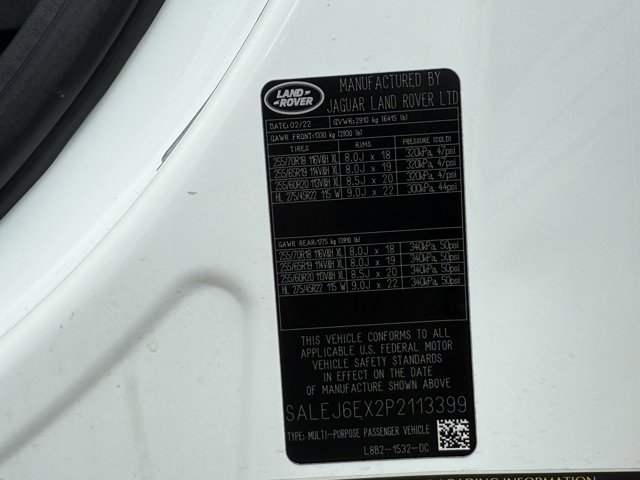 LAND
ROVER
MANUFACTURED BY
JAGUAR LAND ROVER LTD
DATE: 02/22 GVWR: 2910 kg (6415 lb)
GAWR FRONT: 1330 kg (2930 lb)
TIRES RIMS PRESSURE (COLD)
255/70R18 116V&H XL 8.0J x 18 320kPa, 47psi
255/65R19 114V&H XL 8.0J x 19 320kPa, 47psi
255/60R20 113V&H XL 8.5J x 20 320kPa, 47psi
HL 275/45R22 115 W 9.0J x 22 300kPa, 44psi
GAWR REAR: 1775 kg (3910 lb)
255/70R18 116V&H XL 8.0J x 18 340kPa, 50psi
255/65R19 114V&H XL 8.0J x 19 340kPa, 50psi
255/60R20 113V&H XL 8.5J x 20 340kPa, 50psi
HL 275/45R22 115 W 9.0J x 22 340kPa, 50psi
THIS VEHICLE CONFORMS TO ALL
APPLICABLE U.S. FEDERAL MOTOR
VEHICLE SAFETY STANDARDS
IN EFFECT ON THE DATE OF
MANUFACTURE SHOWN ABOVE
SALEJ6EX2P2113399
TYPE: MULTI-PURPOSE PASSENGER VEHICLE
L8B2-1532-DC
LOADING INFORMATION